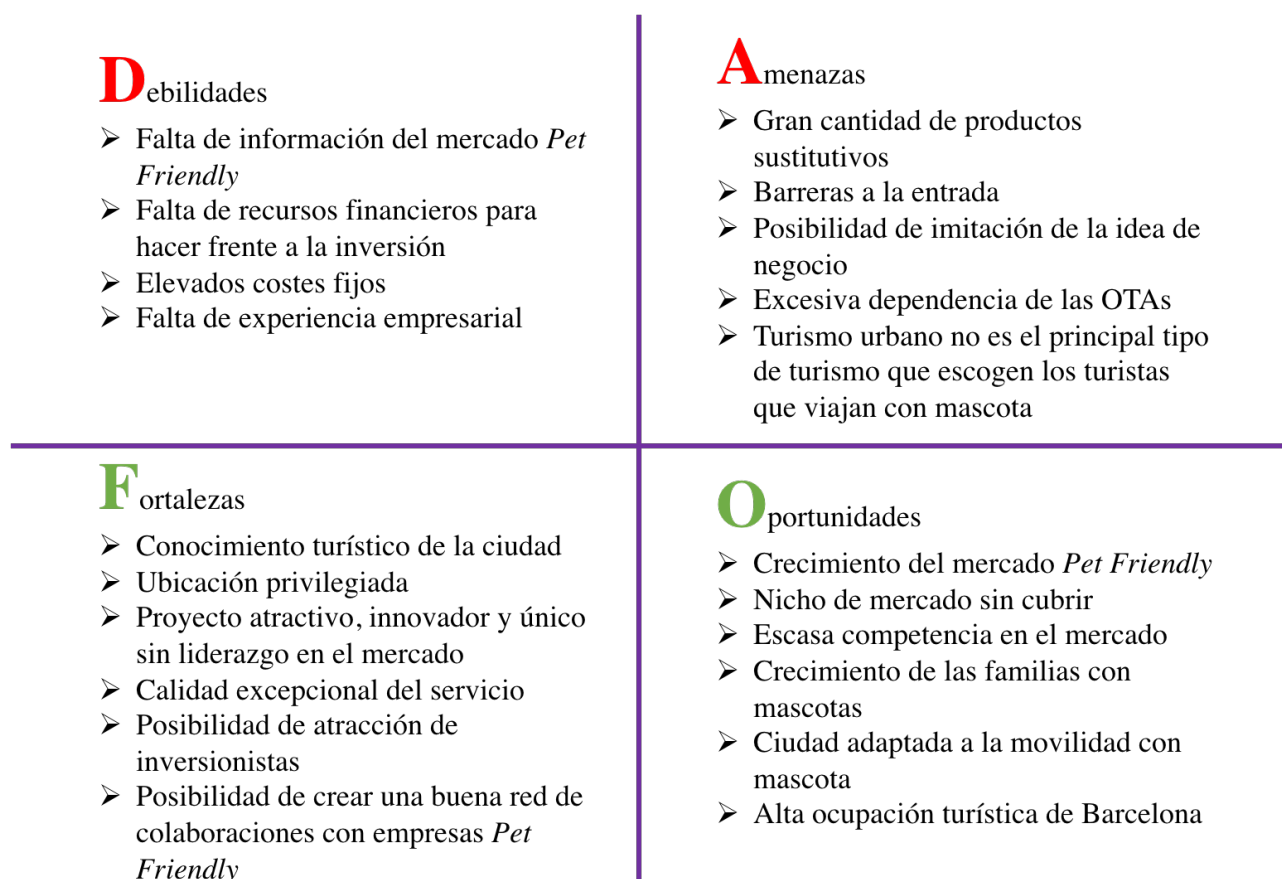 Debilidades
➢ Falta de información del mercado Pet
Friendly
➢ Falta de recursos financieros para
hacer frente a la inversión
➢ Elevados costes fijos
➢ Falta de experiencia empresarial
Amenazas
➢ Gran cantidad de productos
sustitutivos
➢ Barreras a la entrada
➢ Posibilidad de imitación de la idea de
negocio
➢ Excesiva dependencia de las OTAs
➢ Turismo urbano no es el principal tipo
de turismo que escogen los turistas
que viajan con mascota
Fortalezas
➢ Conocimiento turístico de la ciudad
➢ Ubicación privilegiada
➢ Proyecto atractivo, innovador y único
sin liderazgo en el mercado
➢ Calidad excepcional del servicio
➢ Posibilidad de atracción de
inversionistas
➢ Posibilidad de crear una buena red de
colaboraciones con empresas Pet
Friendly
Oportunidades
➢ Crecimiento del mercado Pet Friendly
➢ Nicho de mercado sin cubrir
➢ Escasa competencia en el mercado
➢ Crecimiento de las familias con
mascotas
➢ Ciudad adaptada a la movilidad con
mascota
➢ Alta ocupación turística de Barcelona